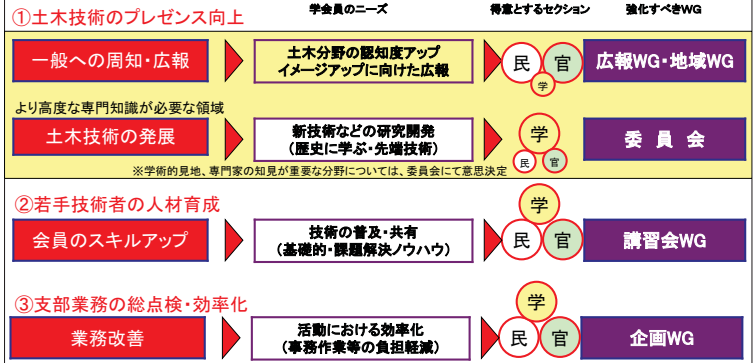 学会員のニーズ 得意とするセクション 強化すべきWG
①土木技術のプレゼンス向上
一般への周知・広報
土木分野の認知度アップ
イメージアップに向けた広報
民 官
学
広報WG・地域WG
より高度な専門知識が必要な領域
土木技術の発展
新技術などの研究開発
(歴史に学ぶ・先端技術)
学
民 官
委 員 会
※学術的見地、専門家の知見が重要な分野については、委員会にて意思決定
②若手技術者の人材育成
会員のスキルアップ
技術の普及・共有
(基礎的・課題解決ノウハウ)
学
民 官
講習会WG
③支部業務の総点検・効率化
業務改善
活動における効率化
(事務作業等の負担軽減)
学
民 官
企画WG